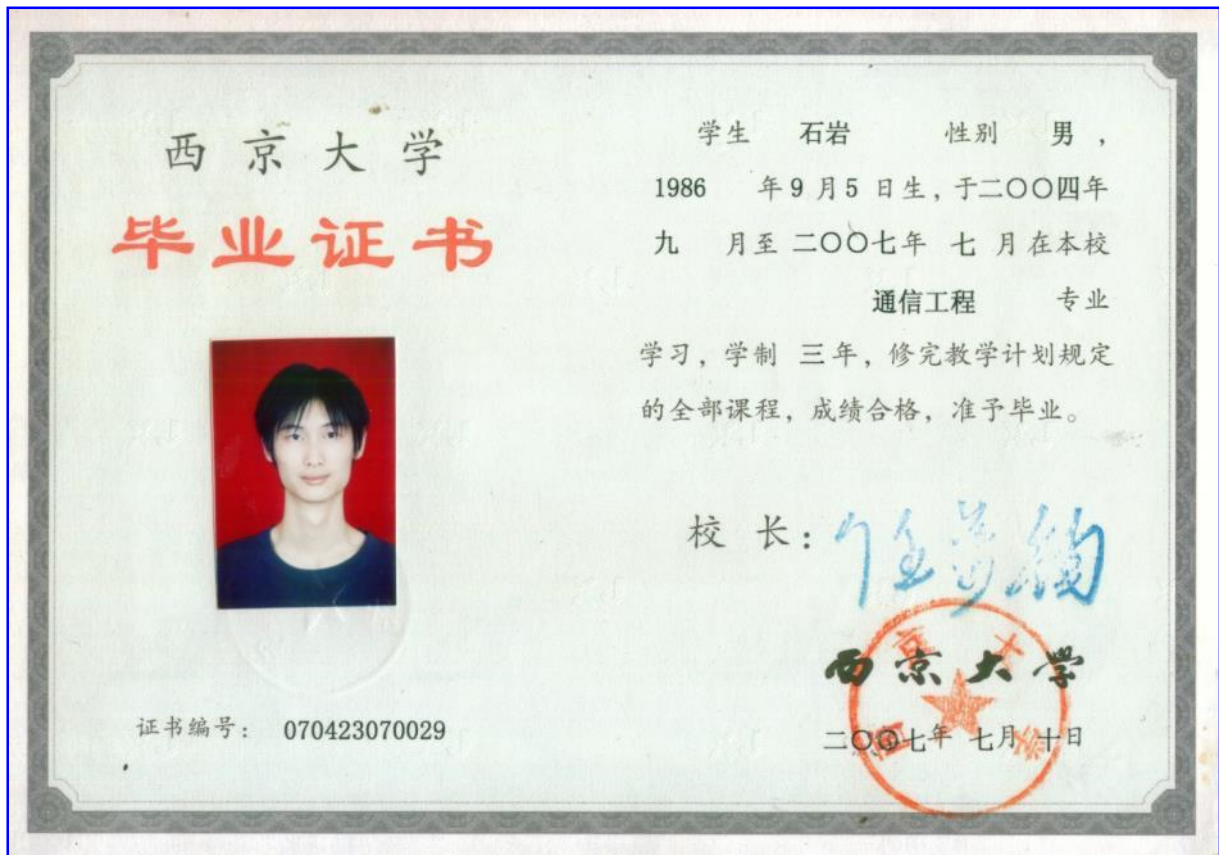 西京大学
毕业证书
证书编号： 070423070029
学生 石岩 性别 男，
1986 年 9 月 5 日生，于二〇〇四年
九 月至 二〇〇七年 七 月在本校
通信工程 专业
学习，学制 三年，修完教学计划规定
的全部课程，成绩合格，准予毕业。
校 长：
西京大学
二〇〇七年 七月 十日
西京大学